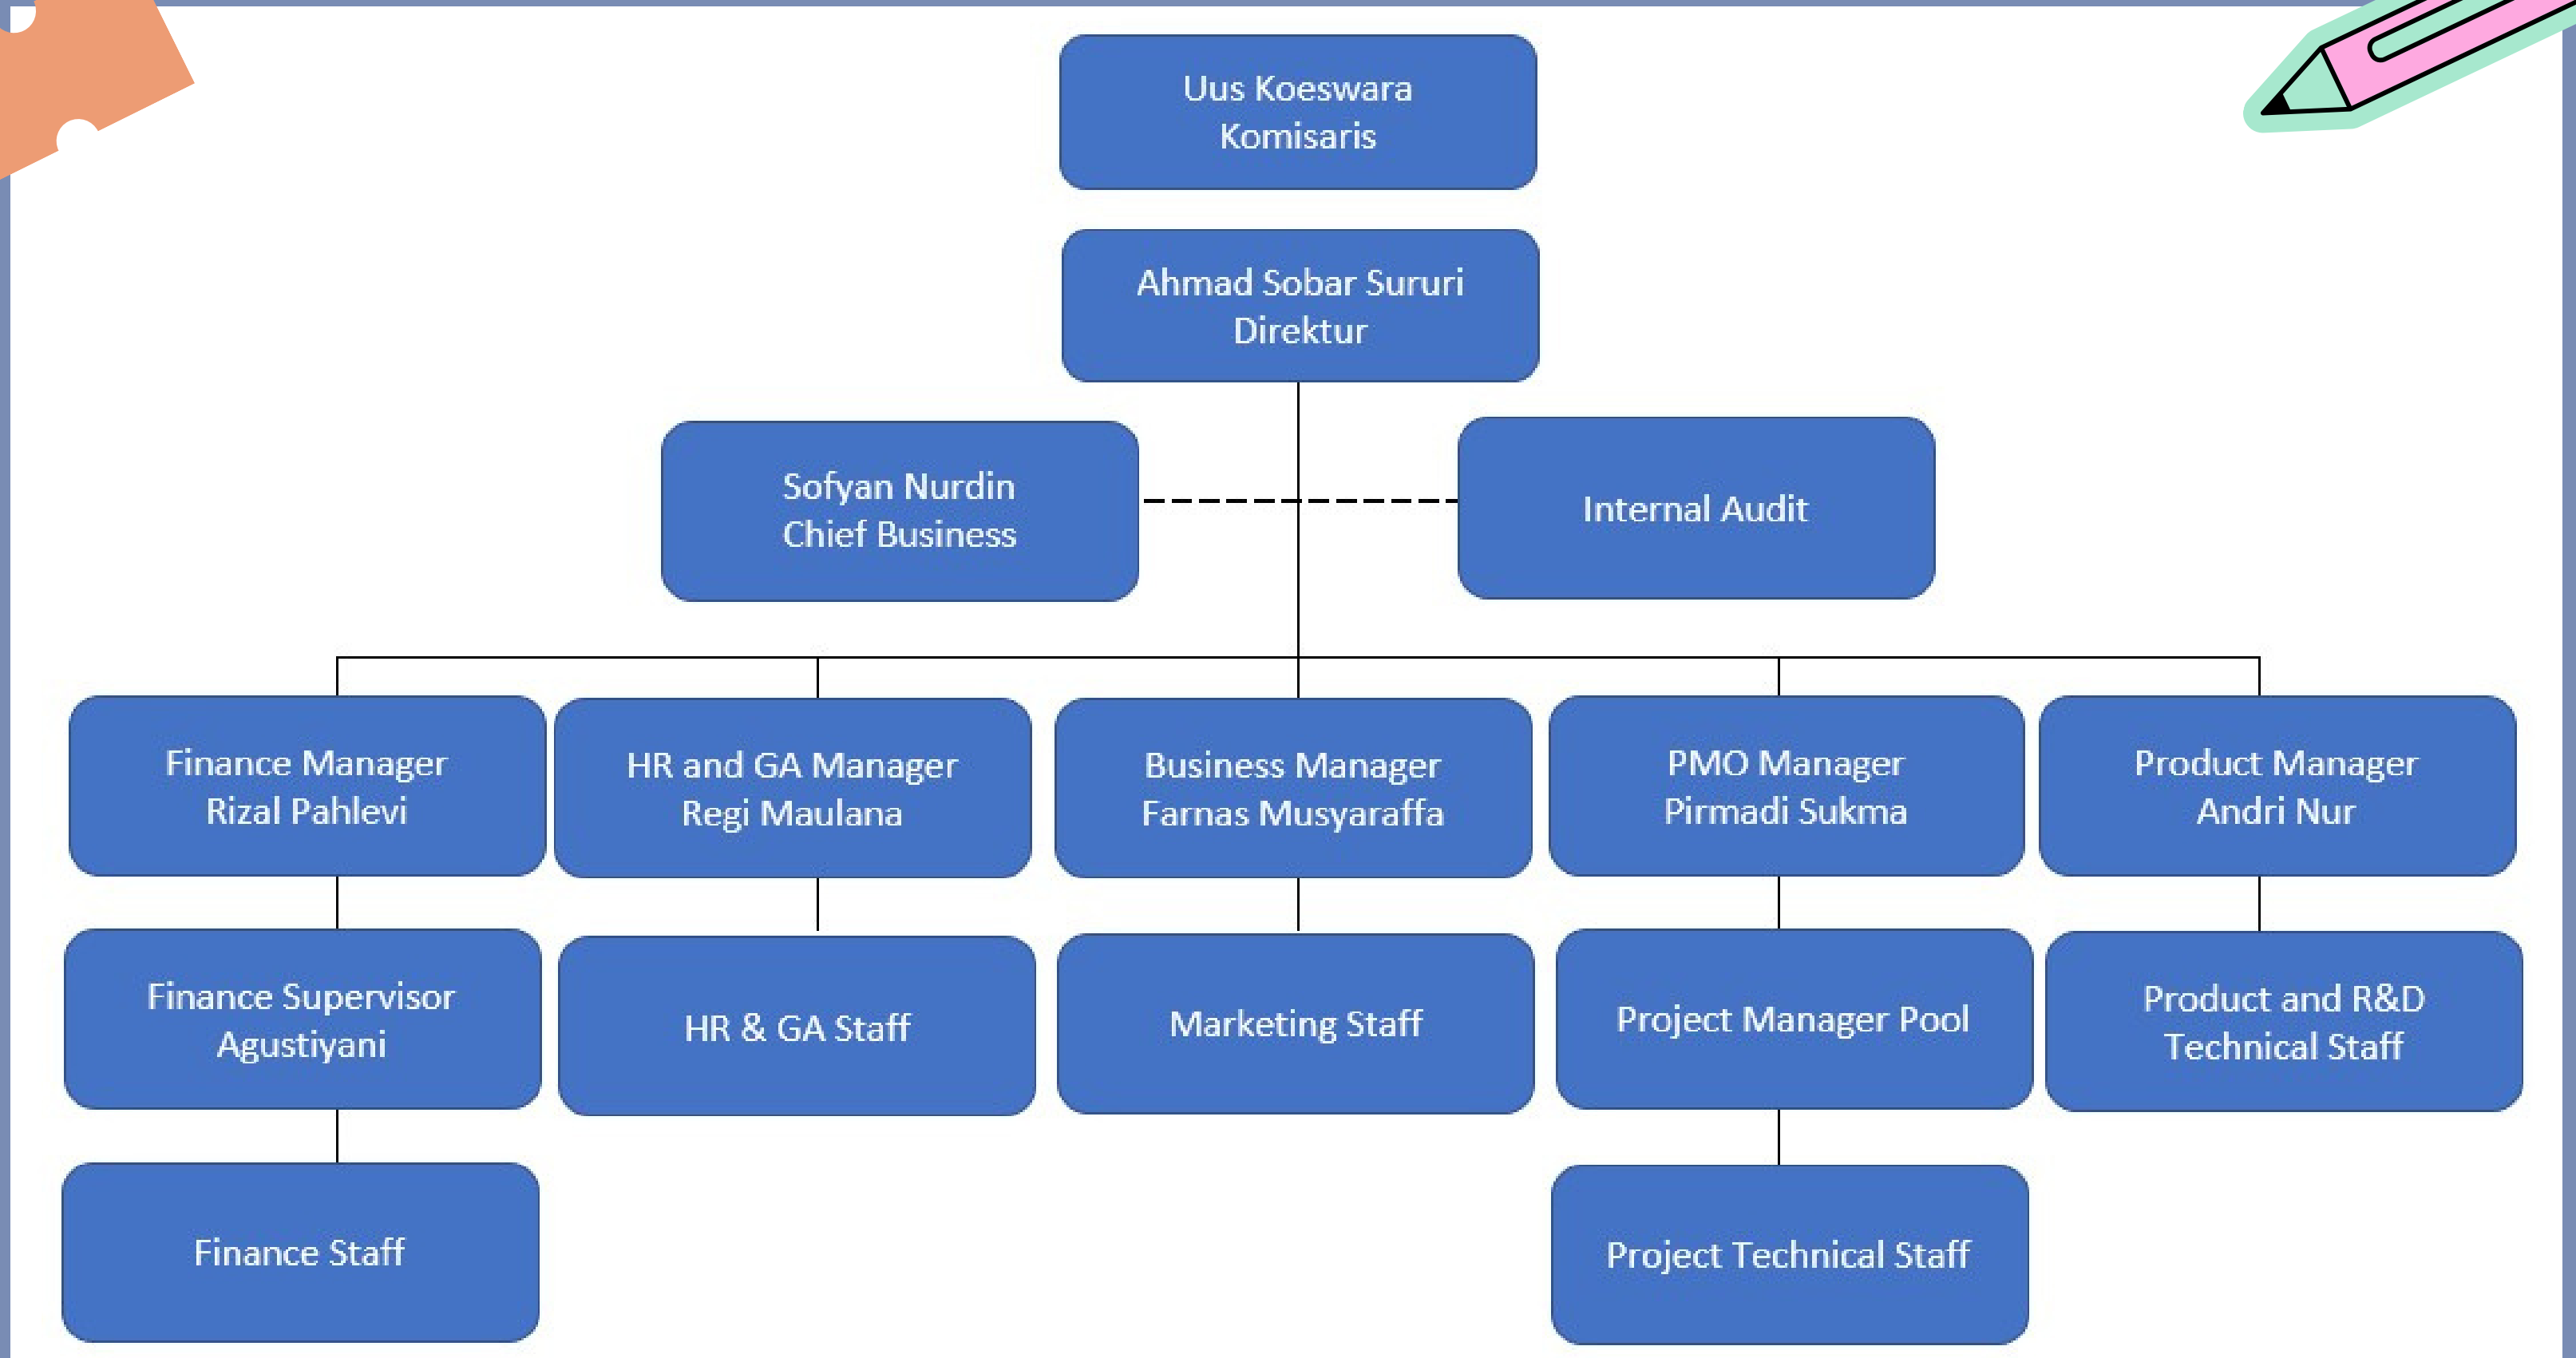 Uus Koeswara
Komisaris
Ahmad Sobar Sururi
Direktur
Sofyan Nurdin
Chief Business
Internal Audit
Finance Manager
Rizal Pahlevi
HR and GA Manager
Regi Maulana
Business Manager
Farnas Musyaraffa
PMO Manager
Pirmadi Sukma
Product Manager
Andri Nur
Finance Supervisor
Agustiyani
HR & GA Staff
Marketing Staff
Project Manager Pool
Product and R&D
Technical Staff
Finance Staff
Project Technical Staff